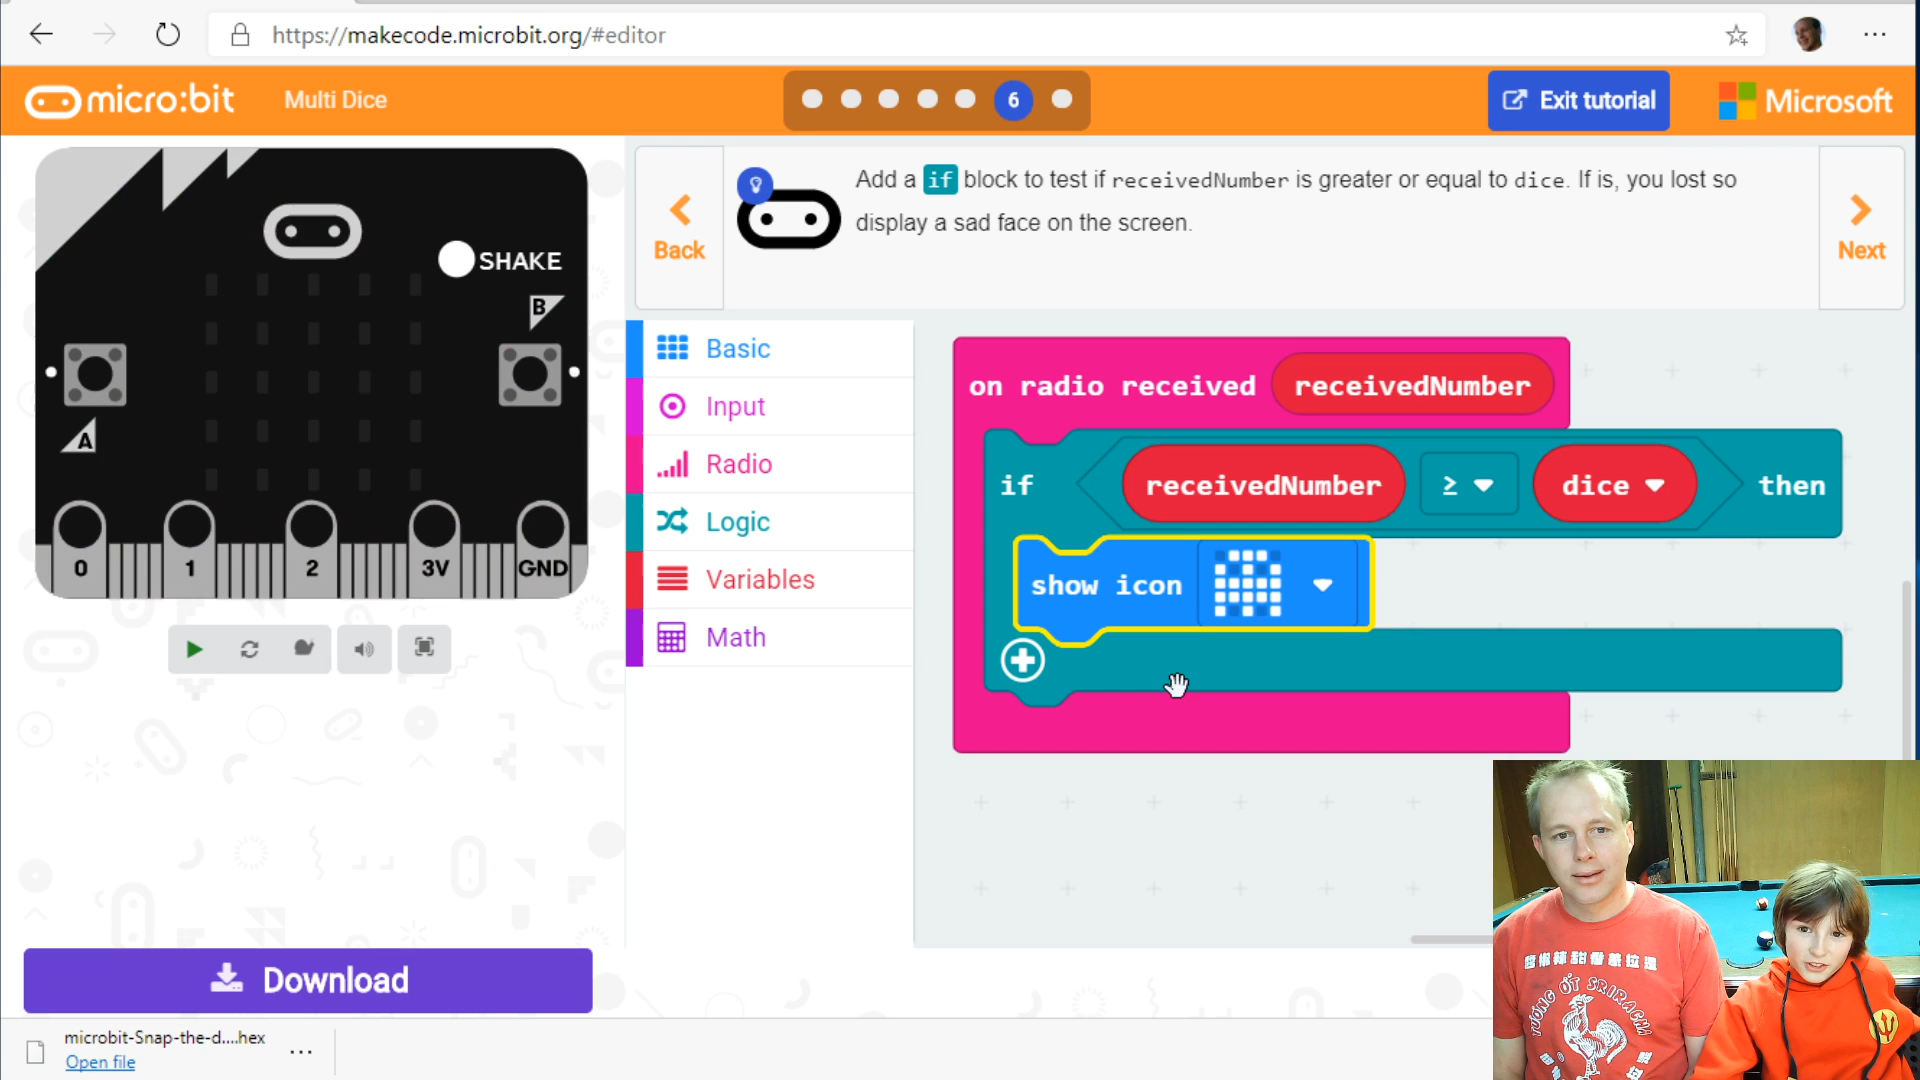 https://makecode.microbit.org/#editor
micro:bit
Multi Dice
6
Exit tutorial
Microsoft
Back
Add a if block to test if receivedNumber is greater or equal to dice. If is, you lost so
display a sad face on the screen.
Next
SHAKE
B
A
0 1 2 3V GND
Basic
Input
Radio
Logic
Variables
Math
on radio received receivedNumber
if receivedNumber ≥ dice then
show icon
Download
microbit-Snap-the-d....hex
Open file
TƯƠNG ỚT SRIRACHA